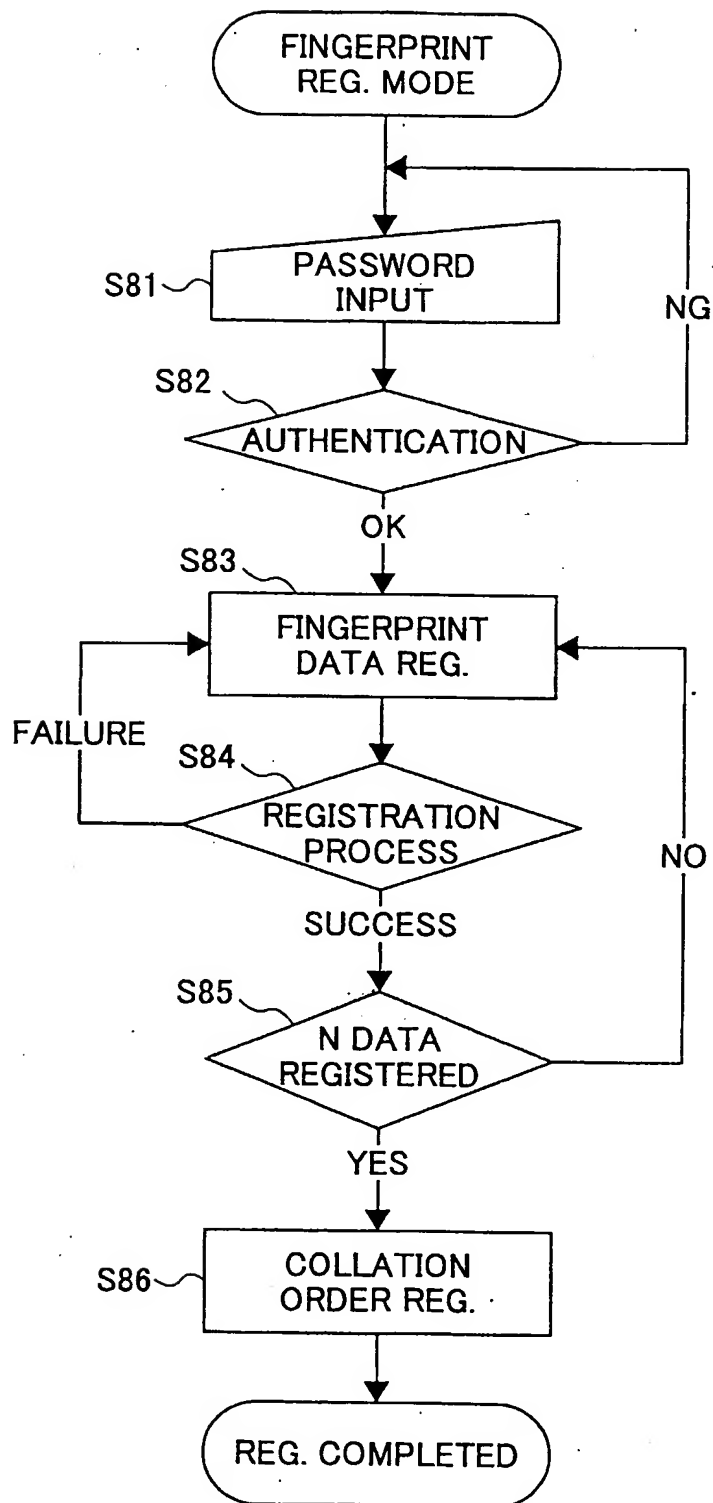 FINGERPRINT
REG. MODE
S81
PASSWORD
INPUT
NG
S82
AUTHENTICATION
OK
S83
FINGERPRINT
DATA REG.
FAILURE
S84
REGISTRATION
PROCESS
NO
SUCCESS
S85
N DATA
REGISTERED
YES
S86
COLLATION
ORDER REG.
REG. COMPLETED